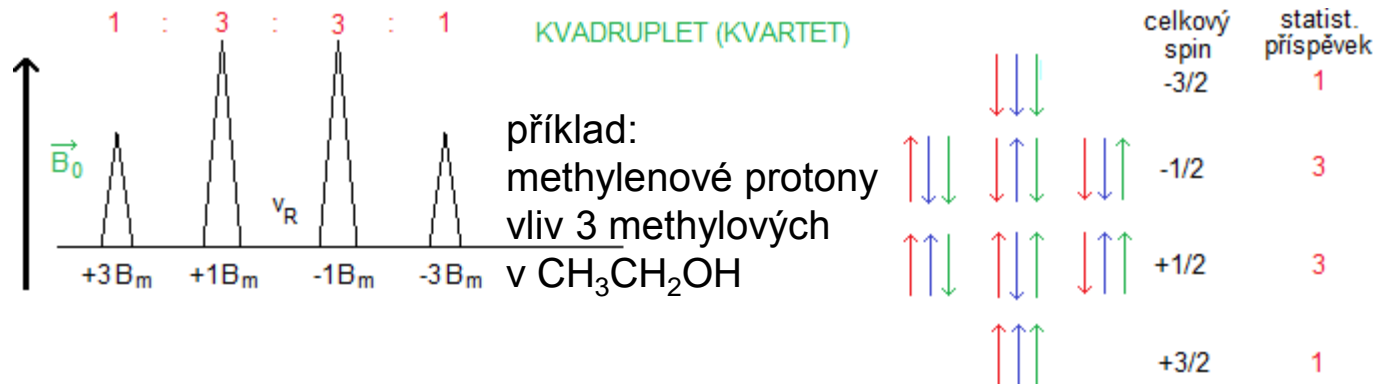 1 : 3 : 3 : 1
KVADRUPLET (KVARTET)
B₀
νR
+3Bm +1Bm -1Bm -3Bm
příklad:
methylenové protony
vliv 3 methylových
v CH₃CH₂OH
celkový
spin
statist.
příspěvek
-3/2 1
-1/2 3
+1/2 3
+3/2 1